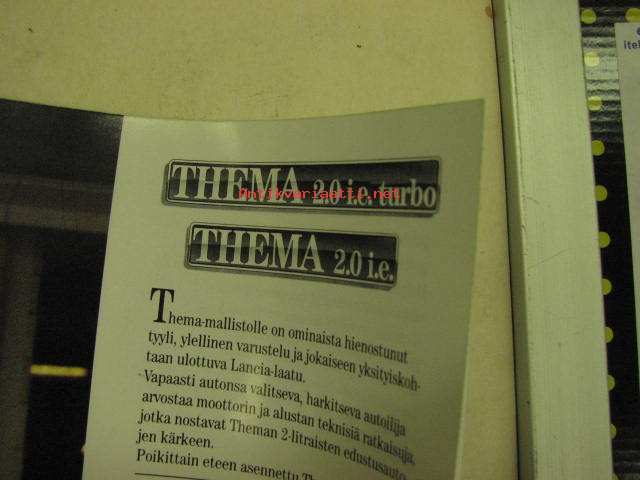 THEMA 2.0 i.e. turbo
Antikvariaatti.net
THEMA 2.0 i.e.
Thema-mallistolle on ominaista hienostunut
tyyli, ylellinen varustelu ja jokaiseen yksityiskoh-
taan ulottuva Lancia-laatu.
Vapaasti autonsa valitseva, harkitseva autoilija
arvostaa moottorin ja alustan teknisiä ratkaisuja,
jotka nostavat Theman 2-litraisten edustusauto-
jen kärkeen.
Poikittain eteen asennettu